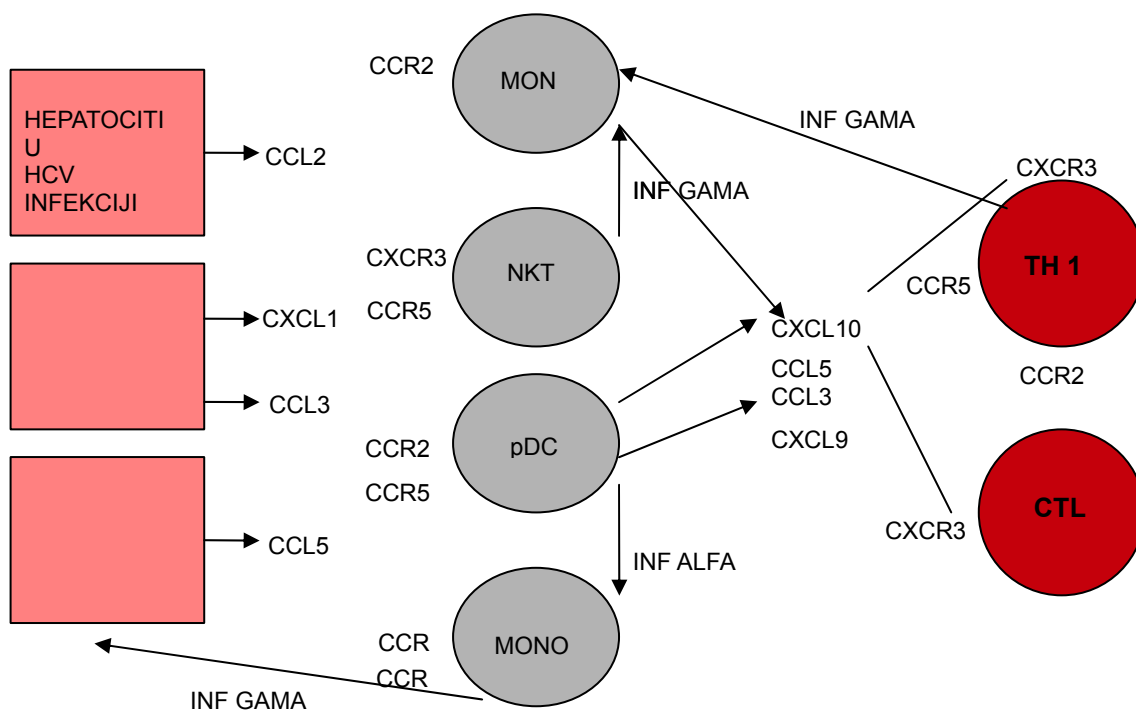 HEPATOCITI
U
HCV
INFEKCIJI
CCL2
CXCL1
CCL3
CCL5
INF GAMA
CCR2
MON
INF GAMA
CXCR3
NKT
CCR5
CCR2
pDC
CCR5
INF ALFA
CCR
MONO
CCR
INF GAMA
CXCL10
CCL5
CCL3
CXCL9
CXCR3
TH 1
CCR5
CCR2
CXCR3
CTL